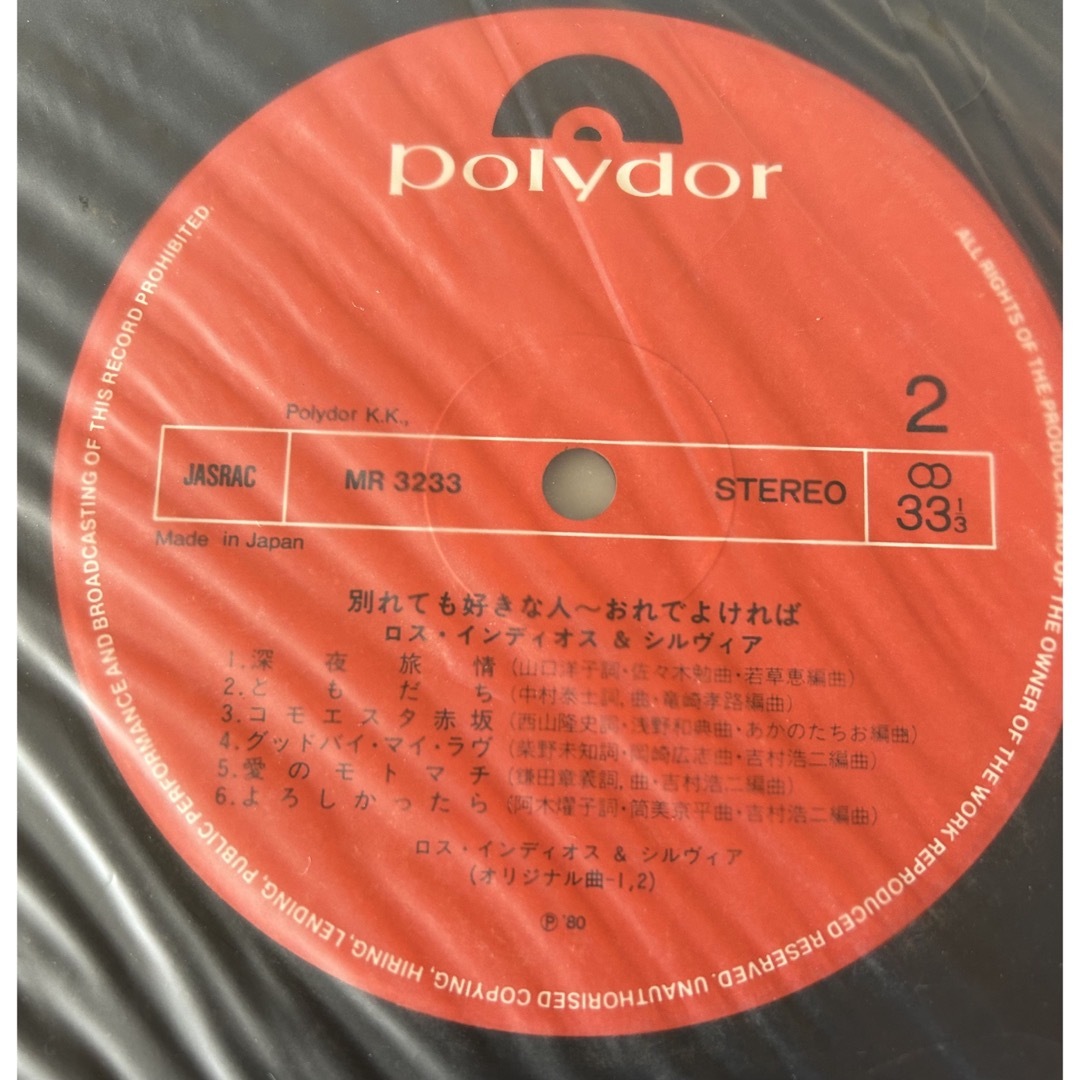 polydor
ALL RIGHTS OF THE PRODUCER AND OF THE OWNER OF THE WORK REPRODUCED RESERVED. UNAUTHORISED COPYING, HIRING, LENDING, PUBLIC PERFORMANCE AND BROADCASTING OF THIS RECORD PROHIBITED.
2
Polydor K.K.,
JASRAC MR 3233 STEREO 33 1/3
Made in Japan
別れても好きな人〜おれでよければ
ロス・インディオス & シルヴィア
1.深夜旅情(山口洋子詞・佐々木勉曲・若草恵編曲)
2.ともだち(中村泰士詞,曲・竜崎孝路編曲)
3.コモエスタ赤坂(西山隆史詞・浅野和典曲・あかのたちお編曲)
4.グッドバイ・マイ・ラヴ(柴野未知詞・岡崎広志曲・吉村浩二編曲)
5.愛のモトマチ(鎌田章義詞,曲・吉村浩二編曲)
6.よろしかったら(阿木燿子詞・筒美京平曲・吉村浩二編曲)
ロス・インディオス & シルヴィア
(オリジナル曲-1,2)
℗ '80